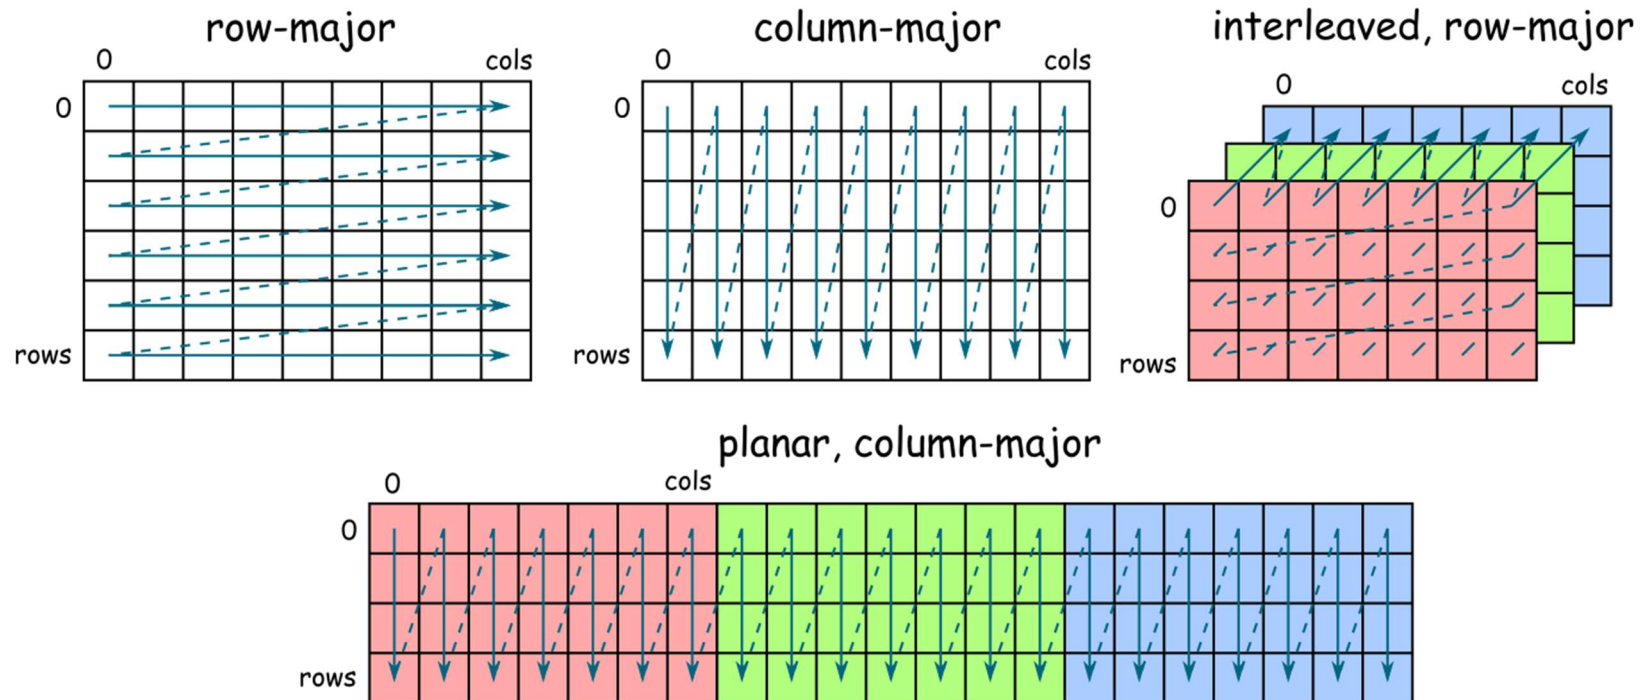 row-major
0 cols
0
rows
column-major
0 cols
0
rows
interleaved, row-major
0 cols
0
rows
planar, column-major
0 cols
0
rows